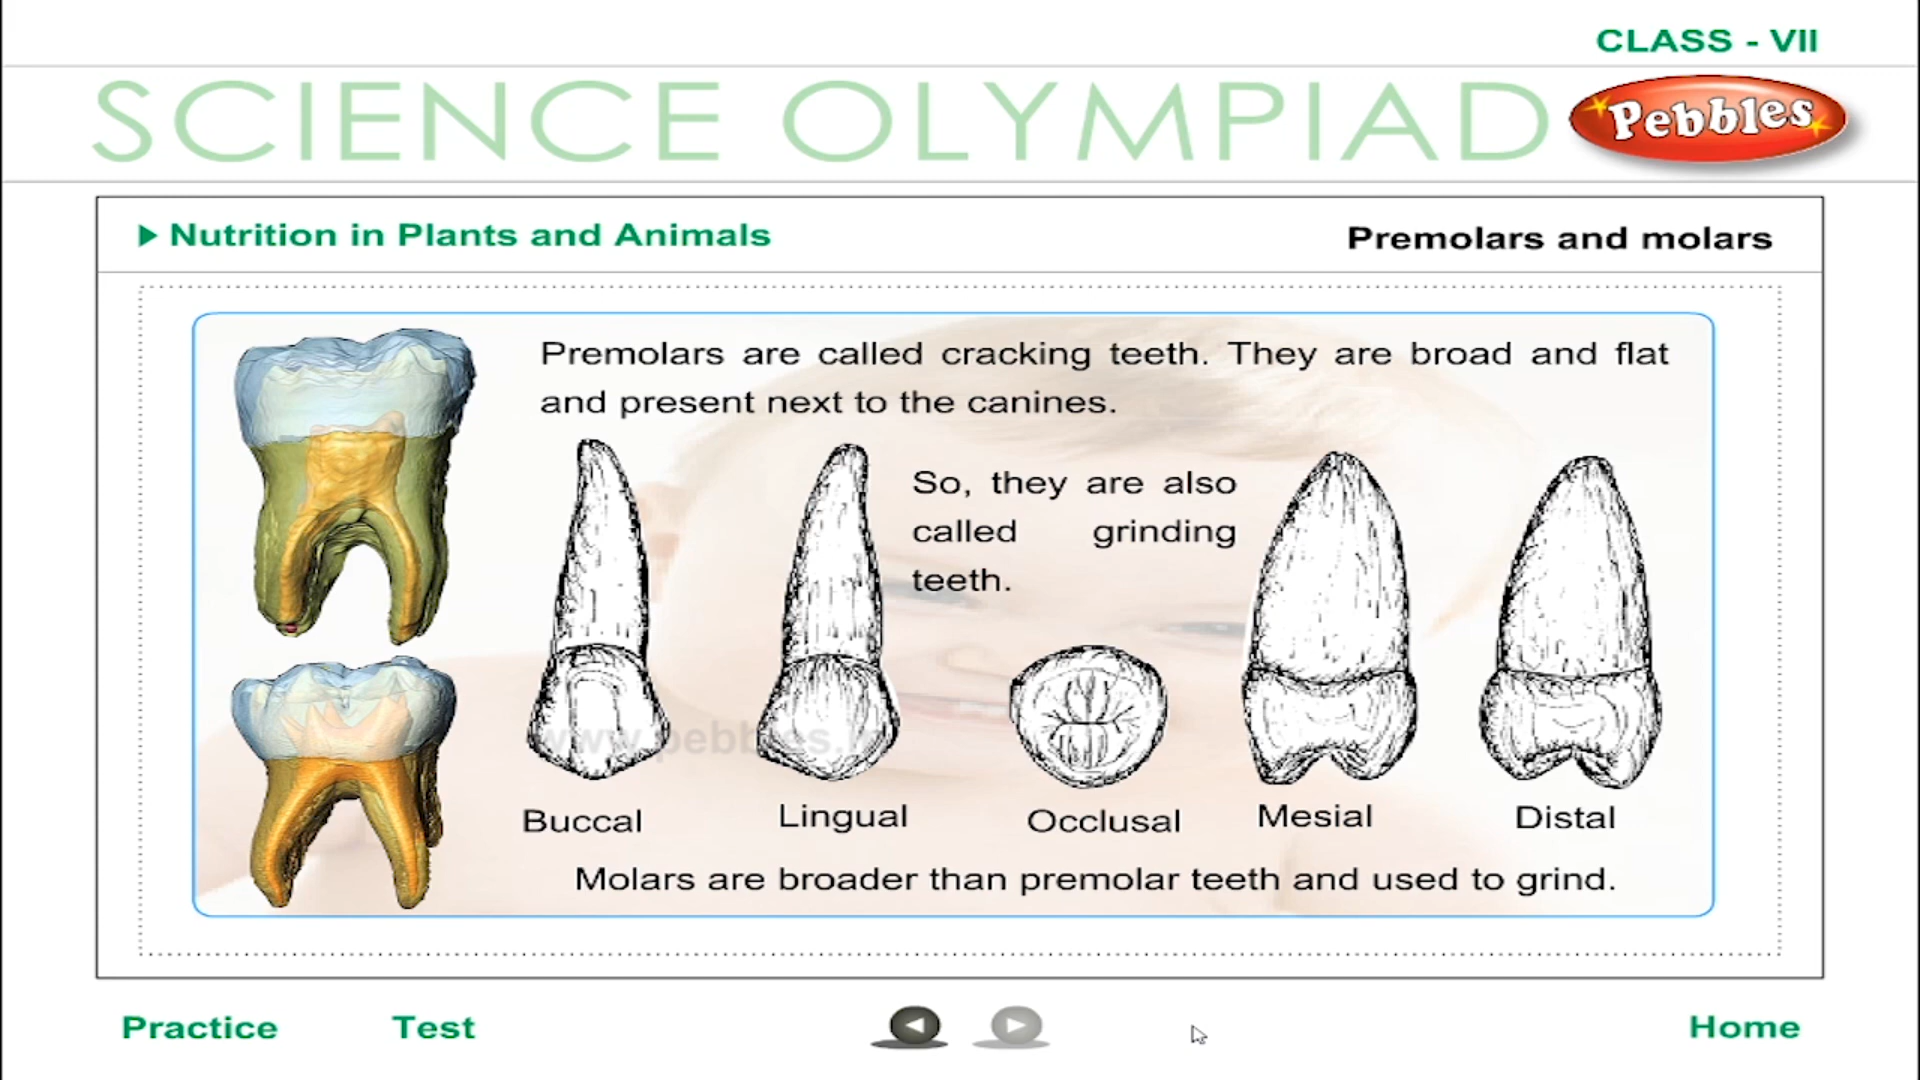 CLASS - VII
SCIENCE OLYMPIAD
Pebbles
Nutrition in Plants and Animals
Premolars and molars
Premolars are called cracking teeth. They are broad and flat
and present next to the canines.
So, they are also
called grinding
teeth.
Buccal
Lingual
Occlusal
Mesial
Distal
Molars are broader than premolar teeth and used to grind.
Practice
Test
Home